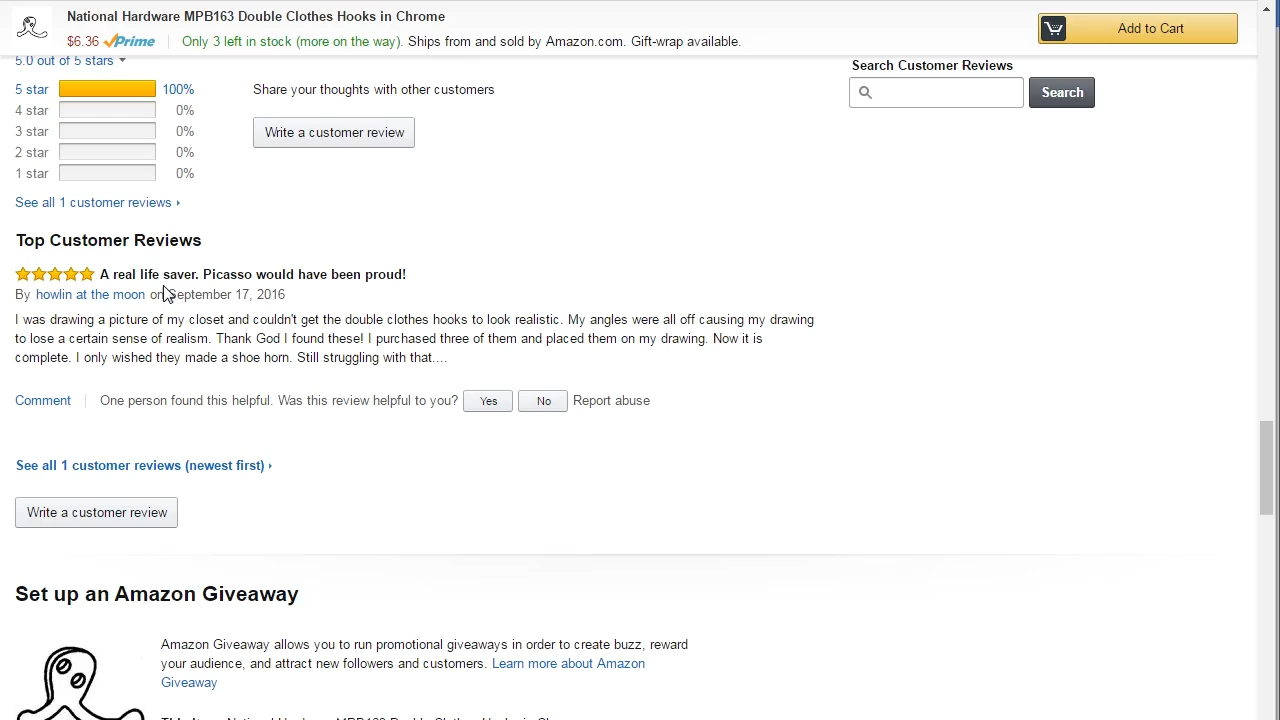 National Hardware MPB163 Double Clothes Hooks in Chrome
$6.36 Prime Only 3 left in stock (more on the way). Ships from and sold by Amazon.com. Gift-wrap available.
Add to Cart
5.0 out of 5 stars
Search Customer Reviews
Search
5 star 100%
4 star 0%
3 star 0%
2 star 0%
1 star 0%
Share your thoughts with other customers
Write a customer review
See all 1 customer reviews
Top Customer Reviews
A real life saver. Picasso would have been proud!
By howlin at the moon on September 17, 2016
I was drawing a picture of my closet and couldn't get the double clothes hooks to look realistic. My angles were all off causing my drawing
to lose a certain sense of realism. Thank God I found these! I purchased three of them and placed them on my drawing. Now it is
complete. I only wished they made a shoe horn. Still struggling with that....
Comment One person found this helpful. Was this review helpful to you? Yes No Report abuse
See all 1 customer reviews (newest first)
Write a customer review
Set up an Amazon Giveaway
Amazon Giveaway allows you to run promotional giveaways in order to create buzz, reward
your audience, and attract new followers and customers. Learn more about Amazon
Giveaway